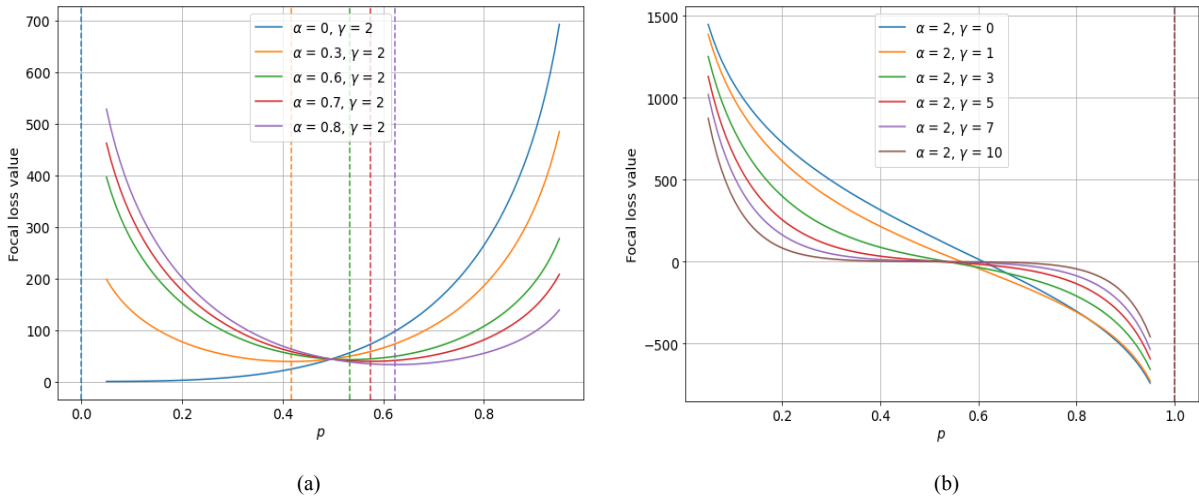 700
600
500
400
300
200
100
0
Focal loss value
α = 0, γ = 2
α = 0.3, γ = 2
α = 0.6, γ = 2
α = 0.7, γ = 2
α = 0.8, γ = 2
0.0 0.2 0.4 0.6 0.8
p
(a)
1500
1000
500
0
−500
Focal loss value
α = 2, γ = 0
α = 2, γ = 1
α = 2, γ = 3
α = 2, γ = 5
α = 2, γ = 7
α = 2, γ = 10
0.2 0.4 0.6 0.8 1.0
p
(b)